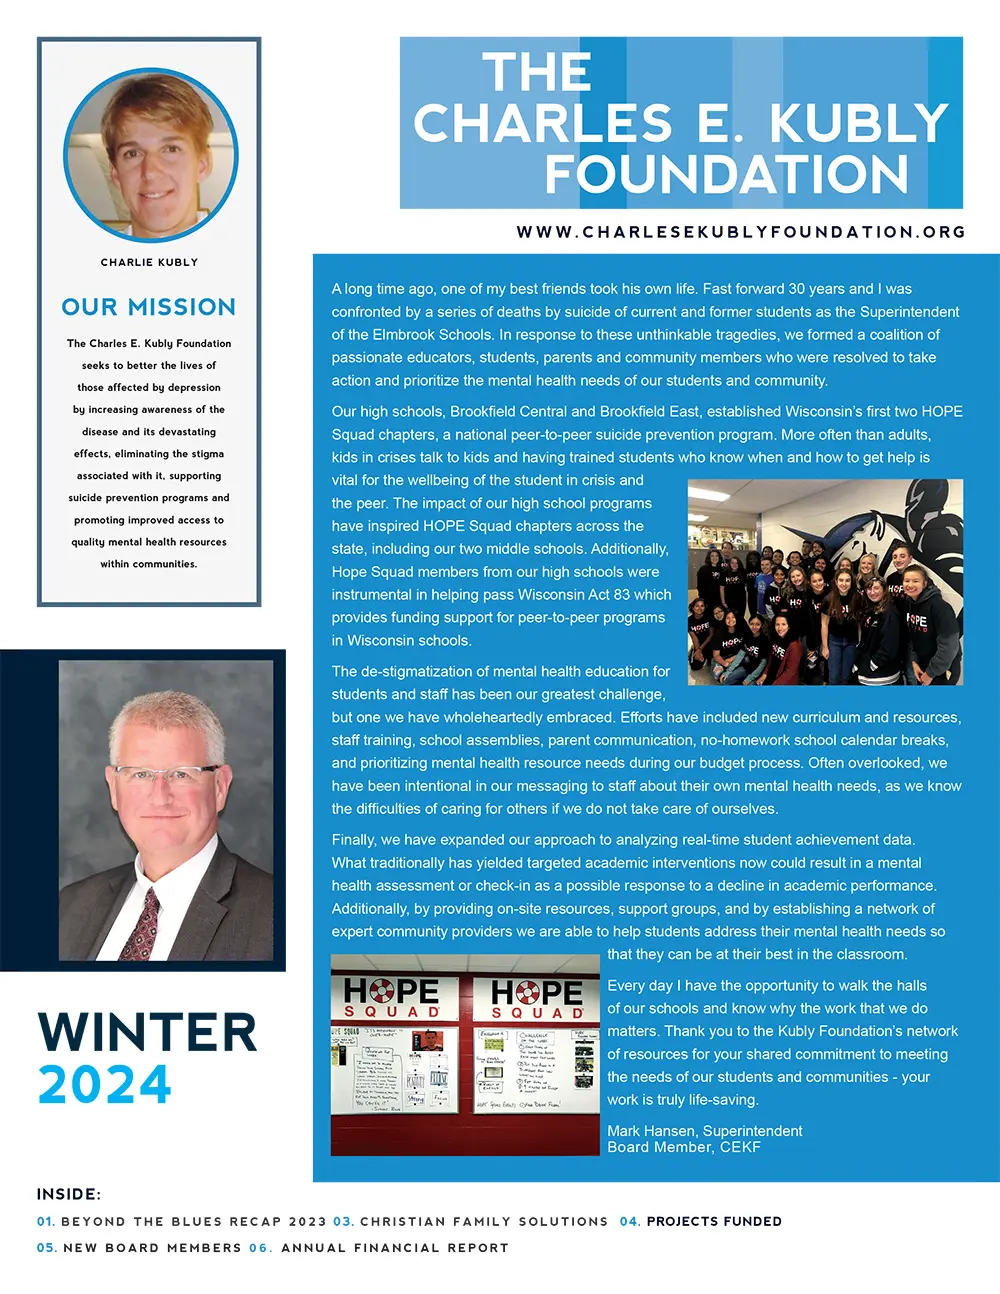 THE
CHARLES E. KUBLY
FOUNDATION
WWW.CHARLESEKUBLYFOUNDATION.ORG
CHARLIE KUBLY
OUR MISSION
The Charles E. Kubly Foundation
seeks to better the lives of
those affected by depression
by increasing awareness of the
disease and its devastating
effects, eliminating the stigma
associated with it, supporting
suicide prevention programs and
promoting improved access to
quality mental health resources
within communities.
WINTER
2024
A long time ago, one of my best friends took his own life. Fast forward 30 years and I was
confronted by a series of deaths by suicide of current and former students as the Superintendent
of the Elmbrook Schools. In response to these unthinkable tragedies, we formed a coalition of
passionate educators, students, parents and community members who were resolved to take
action and prioritize the mental health needs of our students and community.
Our high schools, Brookfield Central and Brookfield East, established Wisconsin's first two HOPE
Squad chapters, a national peer-to-peer suicide prevention program. More often than adults,
kids in crises talk to kids and having trained students who know when and how to get help is
vital for the wellbeing of the student in crisis and
the peer. The impact of our high school programs
have inspired HOPE Squad chapters across the
state, including our two middle schools. Additionally,
Hope Squad members from our high schools were
instrumental in helping pass Wisconsin Act 83 which
provides funding support for peer-to-peer programs
in Wisconsin schools.
The de-stigmatization of mental health education for
students and staff has been our greatest challenge,
but one we have wholeheartedly embraced. Efforts have included new curriculum and resources,
staff training, school assemblies, parent communication, no-homework school calendar breaks,
and prioritizing mental health resource needs during our budget process. Often overlooked, we
have been intentional in our messaging to staff about their own mental health needs, as we know
the difficulties of caring for others if we do not take care of ourselves.
Finally, we have expanded our approach to analyzing real-time student achievement data.
What traditionally has yielded targeted academic interventions now could result in a mental
health assessment or check-in as a possible response to a decline in academic performance.
Additionally, by providing on-site resources, support groups, and by establishing a network of
expert community providers we are able to help students address their mental health needs so
that they can be at their best in the classroom.
Every day I have the opportunity to walk the halls
of our schools and know why the work that we do
matters. Thank you to the Kubly Foundation's network
of resources for your shared commitment to meeting
the needs of our students and communities - your
work is truly life-saving.
Mark Hansen, Superintendent
Board Member, CEKF
HOPE
SQUAD
HOPE
SQUAD
HOPE
SQUAD
INSIDE:
01. BEYOND THE BLUES RECAP 2023 03. CHRISTIAN FAMILY SOLUTIONS 04. PROJECTS FUNDED
05. NEW BOARD MEMBERS 06. ANNUAL FINANCIAL REPORT